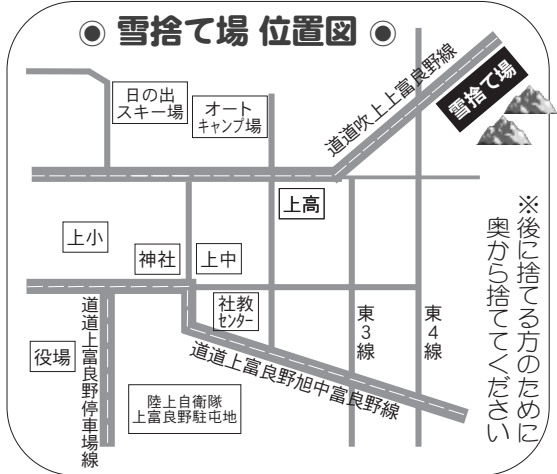 ◉ 雪捨て場 位置図 ◉
日の出
スキー場
オート
キャンプ場
道道吹上上富良野線
雪捨て場
上高
上小
神社
上中
※後に捨てる方のために
奥から捨ててください
社教
センター
東3線
東4線
役場
道道上富良野停車場線
道道上富良野旭中富良野線
陸上自衛隊
上富良野駐屯地